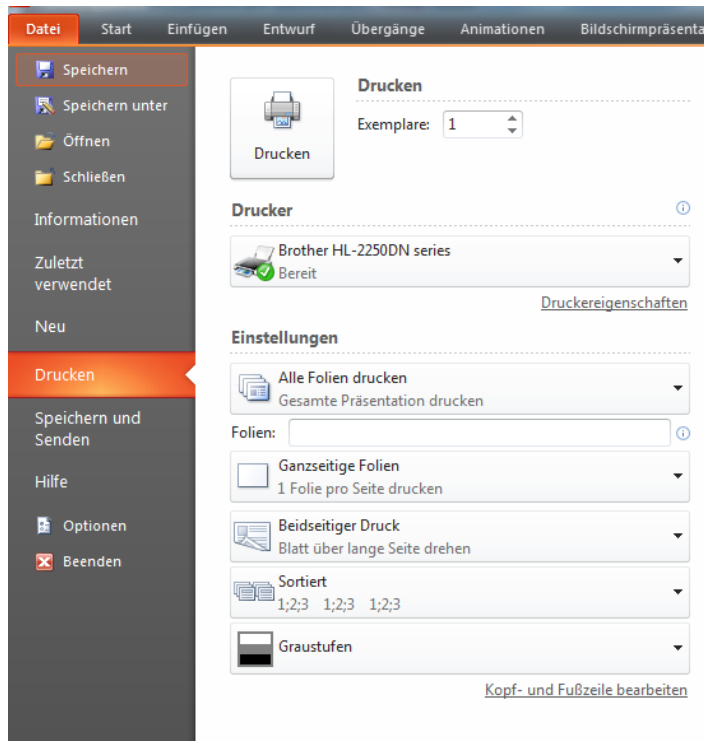 Datei Start Einfügen Entwurf Übergänge Animationen Bildschirmpräsenta
Speichern
Speichern unter
Öffnen
Schließen
Informationen
Zuletzt
verwendet
Neu
Drucken
Speichern und
Senden
Hilfe
Optionen
Beenden
Drucken
Drucken
Exemplare: 1
Drucker
Brother HL-2250DN series
Bereit
Druckereigenschaften
Einstellungen
Alle Folien drucken
Gesamte Präsentation drucken
Folien:
Ganzseitige Folien
1 Folie pro Seite drucken
Beidseitiger Druck
Blatt über lange Seite drehen
Sortiert
1;2;3 1;2;3 1;2;3
Graustufen
Kopf- und Fußzeile bearbeiten